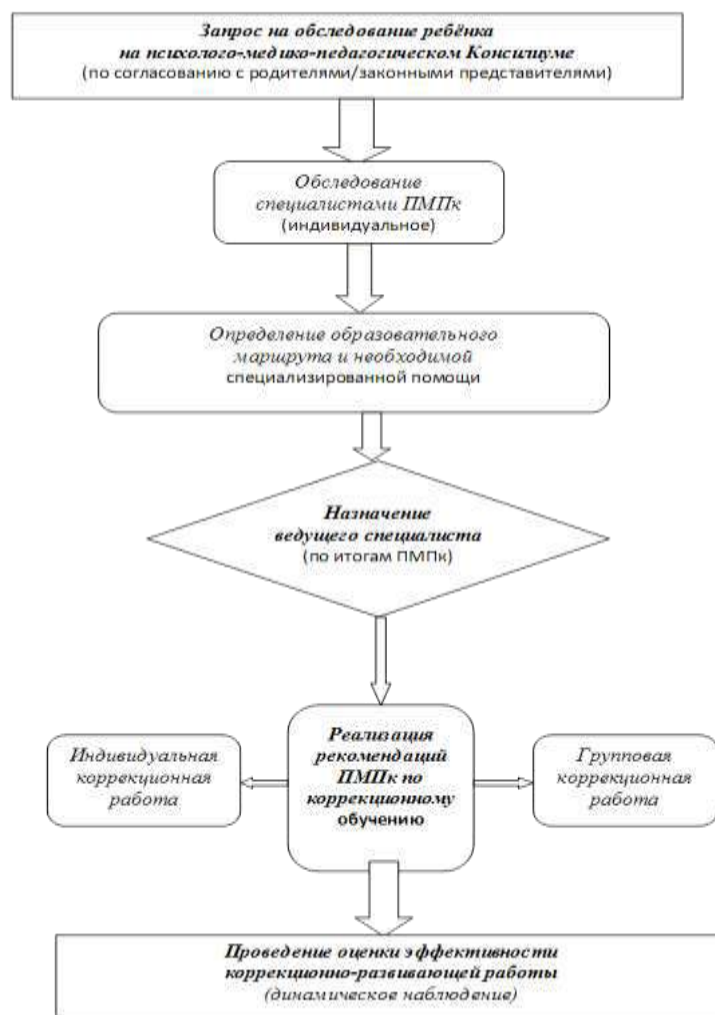 Запрос на обследование ребёнка
на психолого-медико-педагогическом Консилиуме
(по согласованию с родителями/законными представителями)
Обследование
специалистами ПМПк
(индивидуальное)
Определение образовательного
маршрута и необходимой
специализированной помощи
Назначение
ведущего специалиста
(по итогам ПМПк)
Реализация
рекомендаций
ПМПк по
коррекционному
обучению
Индивидуальная
коррекционная
работа
Групповая
коррекционная
работа
Проведение оценки эффективности
коррекционно-развивающей работы
(динамическое наблюдение)